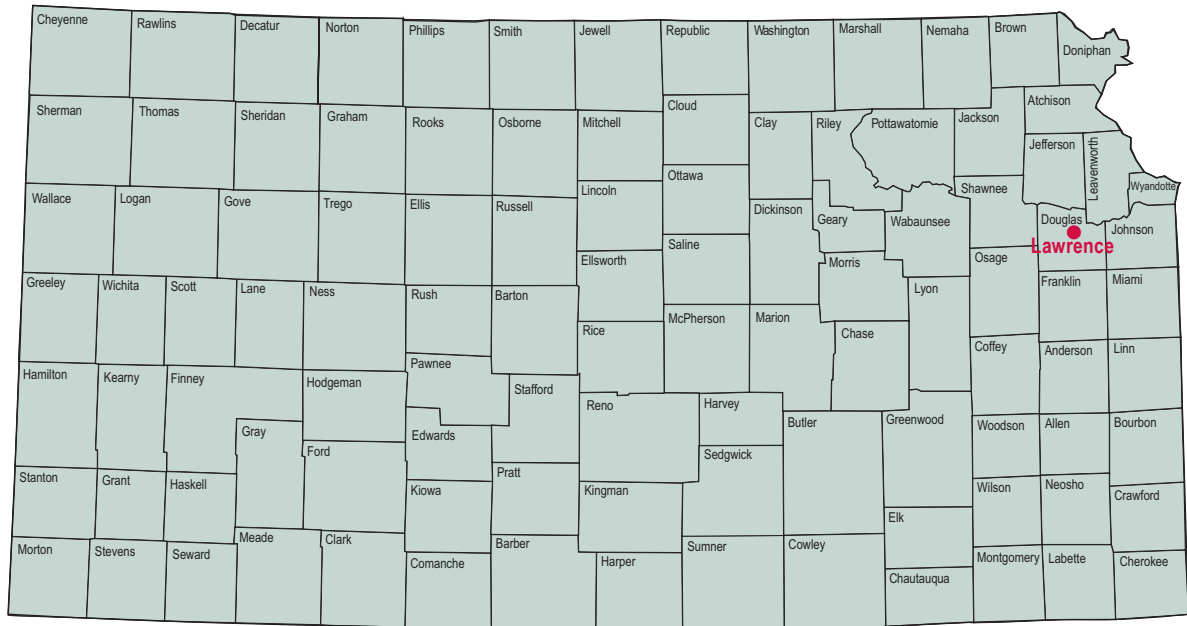 Cheyenne
Rawlins
Decatur
Norton
Phillips
Smith
Jewell
Republic
Washington
Marshall
Nemaha
Brown
Doniphan
Sherman
Thomas
Sheridan
Graham
Rooks
Osborne
Mitchell
Cloud
Clay
Riley
Pottawatomie
Jackson
Atchison
Jefferson
Leavenworth
Wyandotte
Wallace
Logan
Gove
Trego
Ellis
Russell
Lincoln
Ottawa
Dickinson
Geary
Wabaunsee
Shawnee
Douglas
Lawrence
Johnson
Saline
Ellsworth
Morris
Osage
Greeley
Wichita
Scott
Lane
Ness
Rush
Barton
Rice
McPherson
Marion
Chase
Lyon
Franklin
Miami
Coffey
Anderson
Linn
Hamilton
Kearny
Finney
Hodgeman
Pawnee
Stafford
Reno
Harvey
Butler
Greenwood
Woodson
Allen
Bourbon
Gray
Ford
Edwards
Sedgwick
Stanton
Grant
Haskell
Kiowa
Pratt
Kingman
Elk
Wilson
Neosho
Crawford
Morton
Stevens
Seward
Meade
Clark
Comanche
Barber
Harper
Sumner
Cowley
Chautauqua
Montgomery
Labette
Cherokee